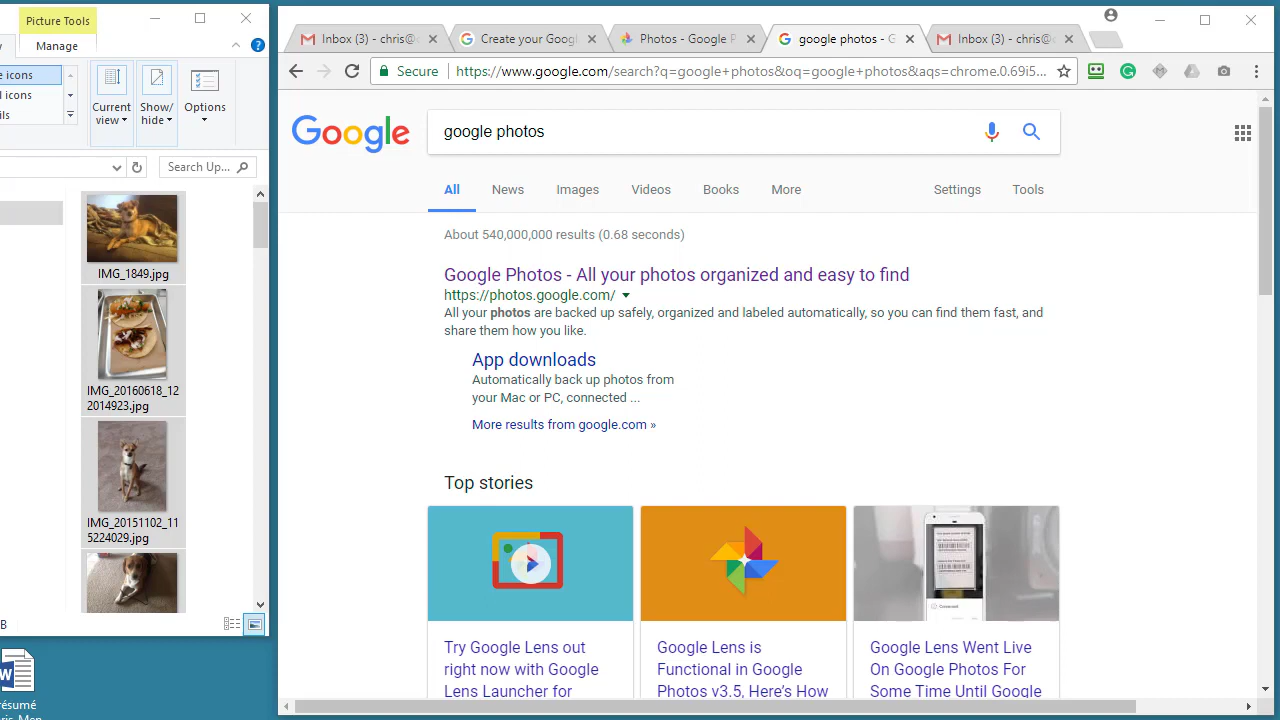 Picture Tools
Manage
e icons
l icons
ils
Current
view
Show/
hide
Options
Search Up...
IMG_1849.jpg
IMG_20160618_12
2014923.jpg
IMG_20151102_11
5224029.jpg
B
W
résumé
Inbox (3) - chris@
Create your Googl
Photos - Google P
google photos - G
Inbox (3) - chris@
Secure
https://www.google.com/search?q=google+photos&oq=google+photos&aqs=chrome.0.69i5...
Google
google photos
All
News
Images
Videos
Books
More
Settings
Tools
About 540,000,000 results (0.68 seconds)
Google Photos - All your photos organized and easy to find
https://photos.google.com/
All your photos are backed up safely, organized and labeled automatically, so you can find them fast, and
share them how you like.
App downloads
Automatically back up photos from
your Mac or PC, connected ...
More results from google.com »
Top stories
Try Google Lens out
right now with Google
Lens Launcher for
Google Lens is
Functional in Google
Photos v3.5, Here's How
Google Lens Went Live
On Google Photos For
Some Time Until Google